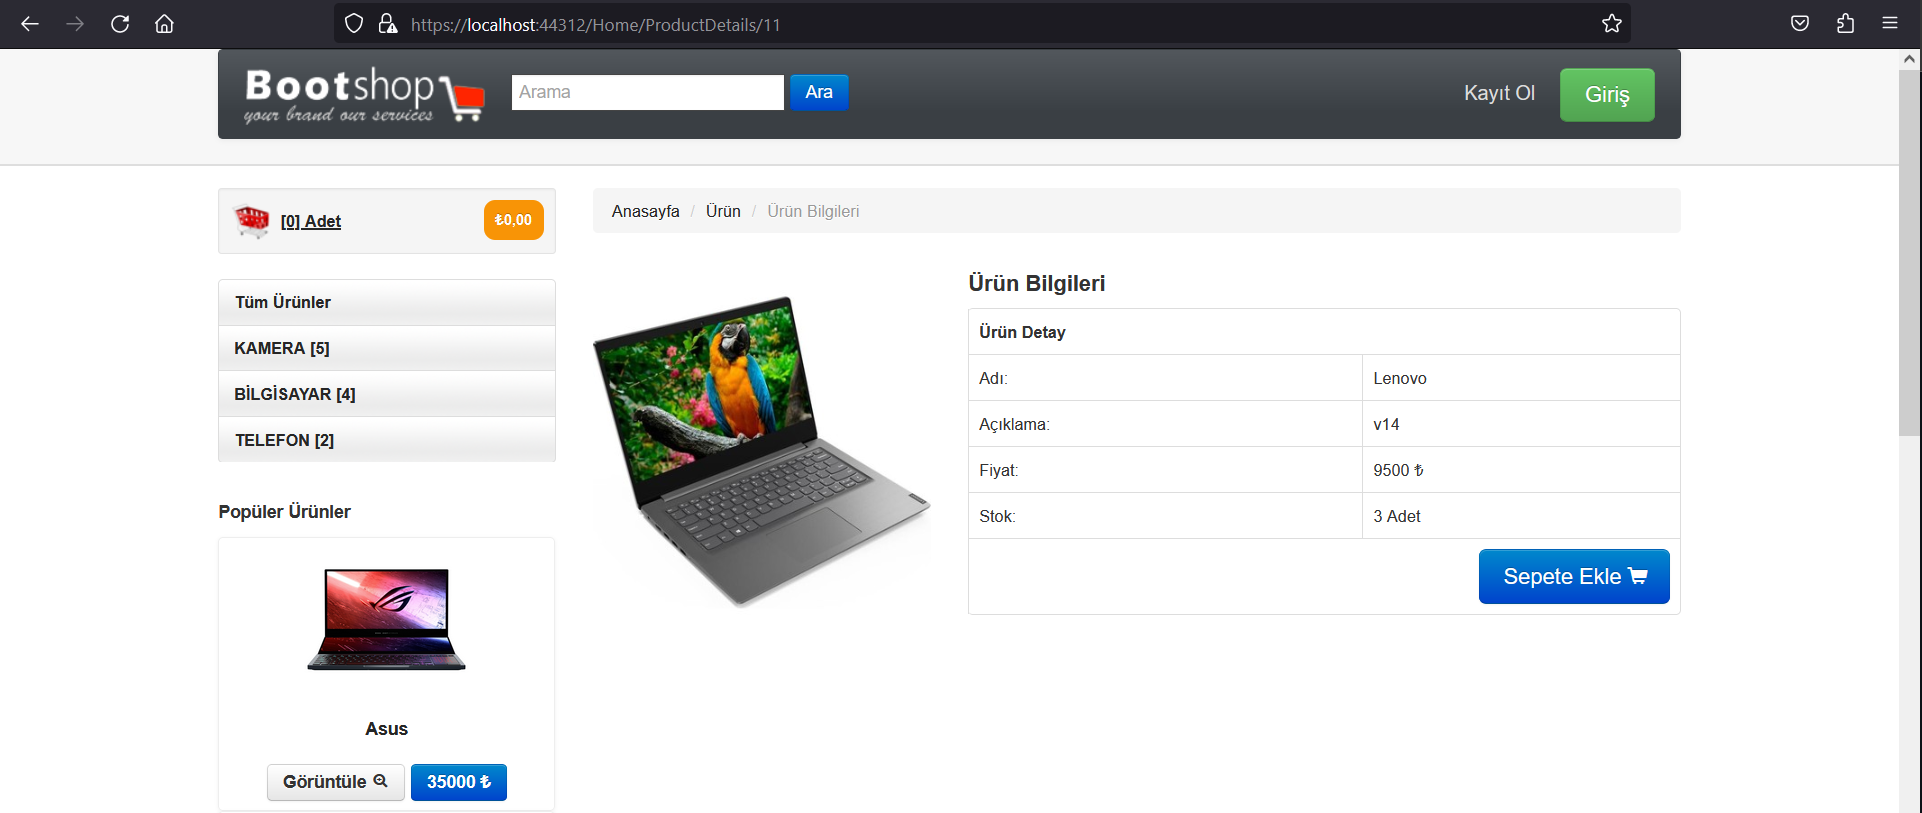 https://localhost:44312/Home/ProductDetails/11
Bootshop
your brand our services
Arama
Ara
Kayıt Ol
Giriş
[0] Adet
₺0,00
Anasayfa / Ürün / Ürün Bilgileri
Tüm Ürünler
KAMERA [5]
BİLGİSAYAR [4]
TELEFON [2]
Popüler Ürünler
Asus
Görüntüle
35000 ₺
Ürün Bilgileri
Ürün Detay
Adı: Lenovo
Açıklama: v14
Fiyat: 9500 ₺
Stok: 3 Adet
Sepete Ekle